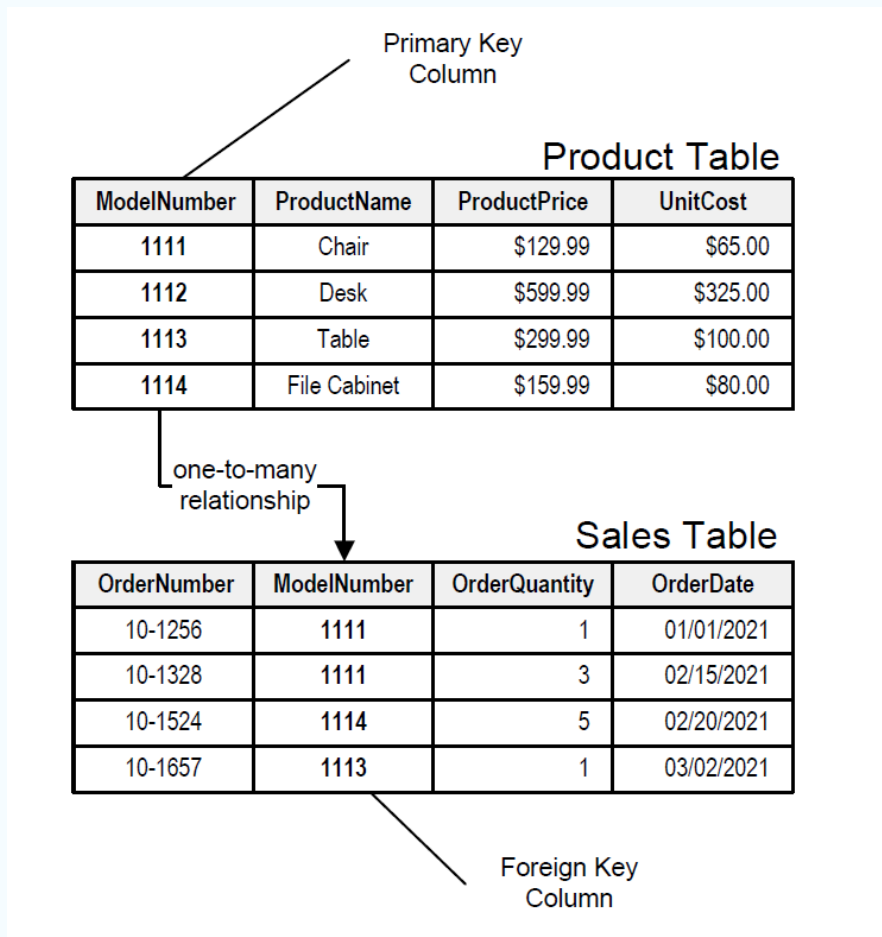 Primary Key
Column
Product Table
ModelNumber ProductName ProductPrice UnitCost
1111 Chair $129.99 $65.00
1112 Desk $599.99 $325.00
1113 Table $299.99 $100.00
1114 File Cabinet $159.99 $80.00
one-to-many
relationship
Sales Table
OrderNumber ModelNumber OrderQuantity OrderDate
10-1256 1111 1 01/01/2021
10-1328 1111 3 02/15/2021
10-1524 1114 5 02/20/2021
10-1657 1113 1 03/02/2021
Foreign Key
Column